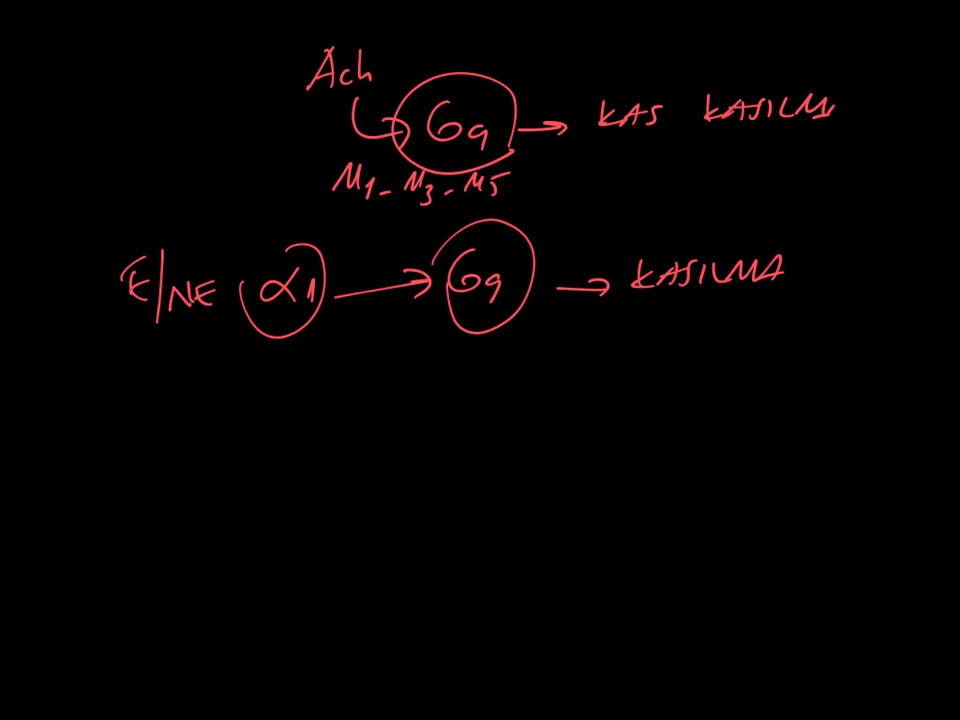 Ach
Gq → KAS KASILMA
M1 - M3 - M5
E/NE α1 → Gq → KASILMA